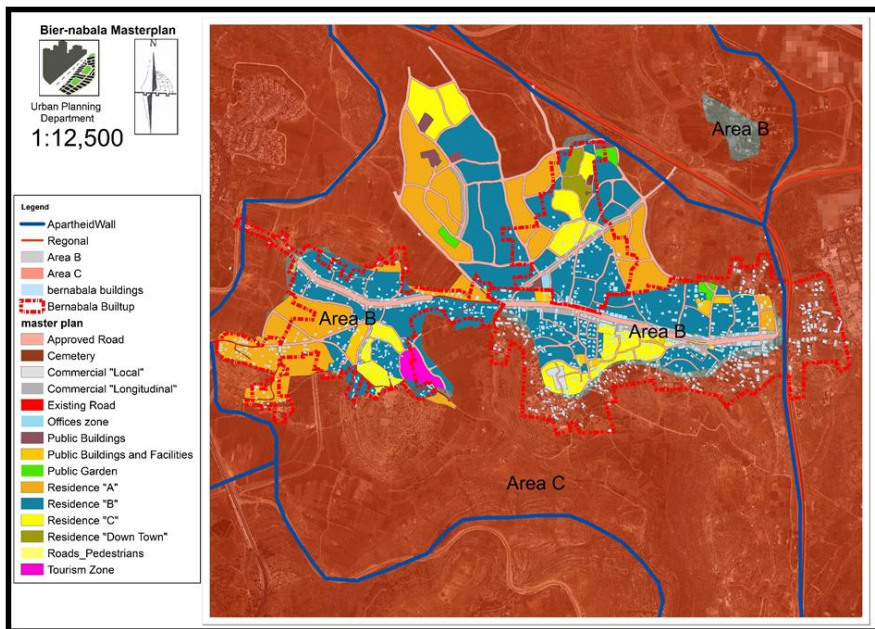 Bier-nabala Masterplan
N
Urban Planning
Department
1:12,500
Legend
ApartheidWall
Regonal
Area B
Area C
bernabala buildings
Bernabala Builtup
master plan
Approved Road
Cemetery
Commercial "Local"
Commercial "Longitudinal"
Existing Road
Offices zone
Public Buildings
Public Buildings and Facilities
Public Garden
Residence "A"
Residence "B"
Residence "C"
Residence "Down Town"
Roads_Pedestrians
Tourism Zone
Area B
Area B
Area B
Area C